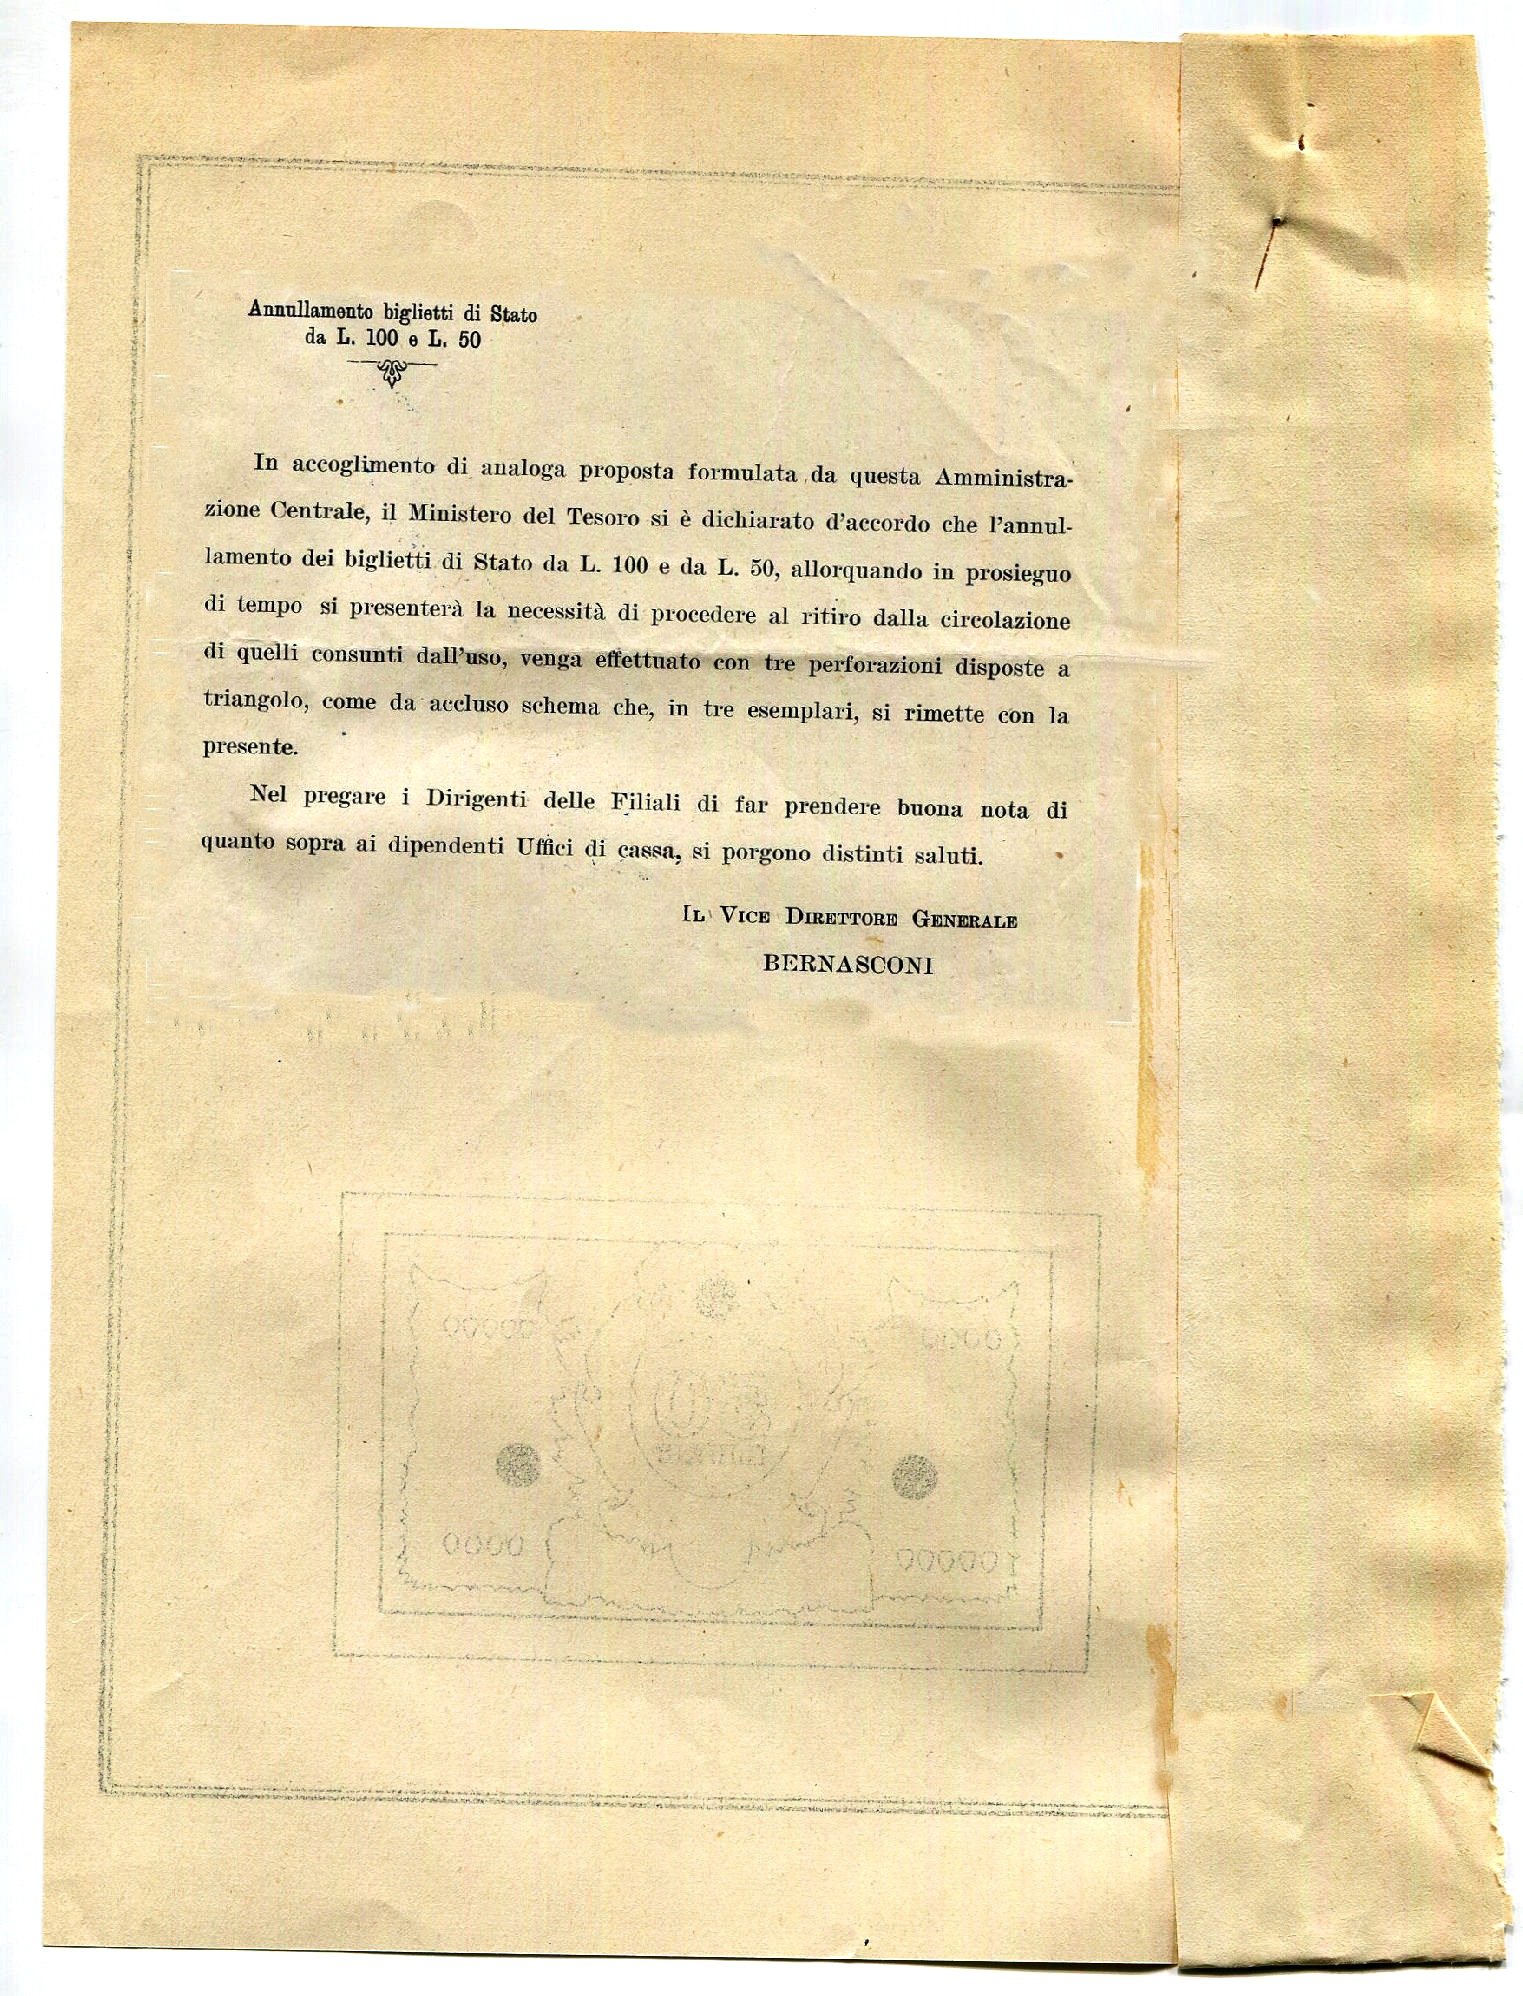 Annullamento biglietti di Stato
da L. 100 e L. 50
In accoglimento di analoga proposta formulata da questa Amministra-
zione Centrale, il Ministero del Tesoro si è dichiarato d'accordo che l'annul-
lamento dei biglietti di Stato da L. 100 e da L. 50, allorquando in prosieguo
di tempo si presenterà la necessità di procedere al ritiro dalla circolazione
di quelli consunti dall'uso, venga effettuato con tre perforazioni disposte a
triangolo, come da accluso schema che, in tre esemplari, si rimette con la
presente.
Nel pregare i Dirigenti delle Filiali di far prendere buona nota di
quanto sopra ai dipendenti Uffici di cassa, si porgono distinti saluti.
IL VICE DIRETTORE GENERALE
BERNASCONI